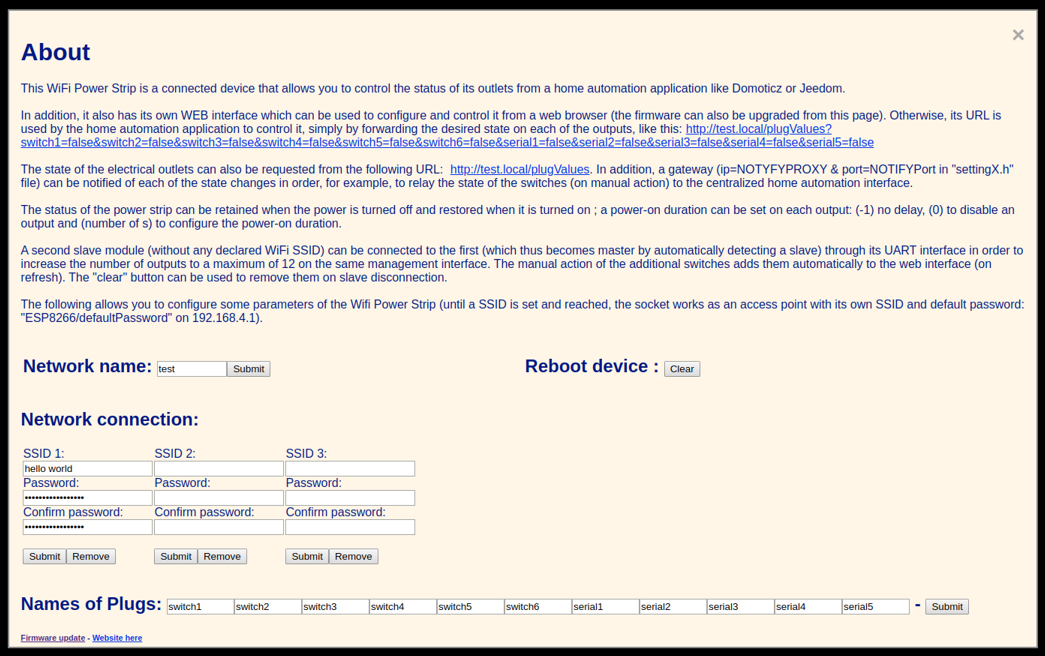 ×
About
This WiFi Power Strip is a connected device that allows you to control the status of its outlets from a home automation application like Domoticz or Jeedom.
In addition, it also has its own WEB interface which can be used to configure and control it from a web browser (the firmware can also be upgraded from this page). Otherwise, its URL is
used by the home automation application to control it, simply by forwarding the desired state on each of the outputs, like this: http://test.local/plugValues?
switch1=false&switch2=false&switch3=false&switch4=false&switch5=false&switch6=false&serial1=false&serial2=false&serial3=false&serial4=false&serial5=false
The state of the electrical outlets can also be requested from the following URL: http://test.local/plugValues. In addition, a gateway (ip=NOTYFYPROXY & port=NOTIFYPort in "settingX.h"
file) can be notified of each of the state changes in order, for example, to relay the state of the switches (on manual action) to the centralized home automation interface.
The status of the power strip can be retained when the power is turned off and restored when it is turned on ; a power-on duration can be set on each output: (-1) no delay, (0) to disable an
output and (number of s) to configure the power-on duration.
A second slave module (without any declared WiFi SSID) can be connected to the first (which thus becomes master by automatically detecting a slave) through its UART interface in order to
increase the number of outputs to a maximum of 12 on the same management interface. The manual action of the additional switches adds them automatically to the web interface (on
refresh). The "clear" button can be used to remove them on slave disconnection.
The following allows you to configure some parameters of the Wifi Power Strip (until a SSID is set and reached, the socket works as an access point with its own SSID and default password:
"ESP8266/defaultPassword" on 192.168.4.1).
Network name: test Submit Reboot device : Clear
Network connection:
SSID 1: SSID 2: SSID 3:
hello world
Password: Password: Password:
•••••••••••••••••
Confirm password: Confirm password: Confirm password:
•••••••••••••••••
Submit Remove Submit Remove Submit Remove
Names of Plugs: switch1 switch2 switch3 switch4 switch5 switch6 serial1 serial2 serial3 serial4 serial5 - Submit
Firmware update - Website here